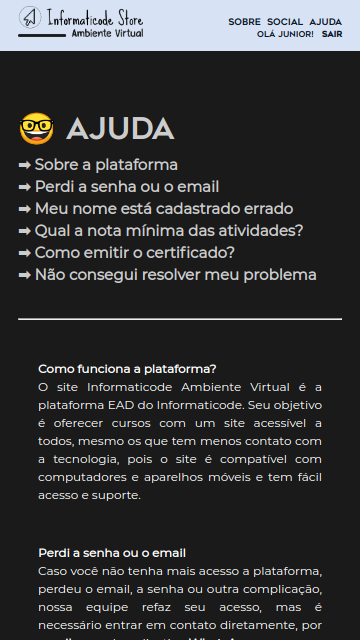 Informaticode Store
Ambiente Virtual
SOBRE SOCIAL AJUDA
OLÁ JUNIOR! SAIR
🤓 AJUDA
➡ Sobre a plataforma
➡ Perdi a senha ou o email
➡ Meu nome está cadastrado errado
➡ Qual a nota mínima das atividades?
➡ Como emitir o certificado?
➡ Não consegui resolver meu problema
Como funciona a plataforma?
O site Informaticode Ambiente Virtual é a
plataforma EAD do Informaticode. Seu objetivo
é oferecer cursos com um site acessível a
todos, mesmo os que tem menos contato com
a tecnologia, pois o site é compatível com
computadores e aparelhos móveis e tem fácil
acesso e suporte.
Perdi a senha ou o email
Caso você não tenha mais acesso a plataforma,
perdeu o email, a senha ou outra complicação,
nossa equipe refaz seu acesso, mas é
necessário entrar em contato diretamente, por